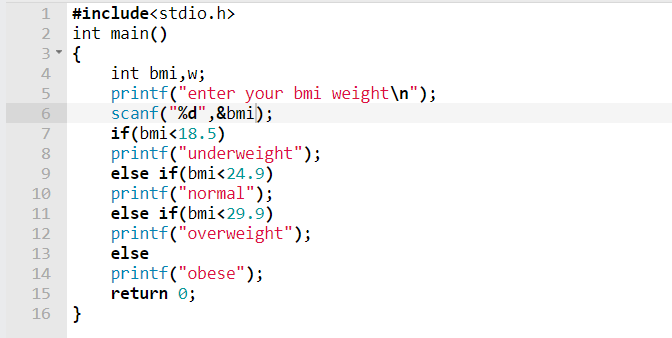 1 #include<stdio.h>
2 int main()
3 {
4 int bmi,w;
5 printf("enter your bmi weight\n");
6 scanf("%d",&bmi);
7 if(bmi<18.5)
8 printf("underweight");
9 else if(bmi<24.9)
10 printf("normal");
11 else if(bmi<29.9)
12 printf("overweight");
13 else
14 printf("obese");
15 return 0;
16 }